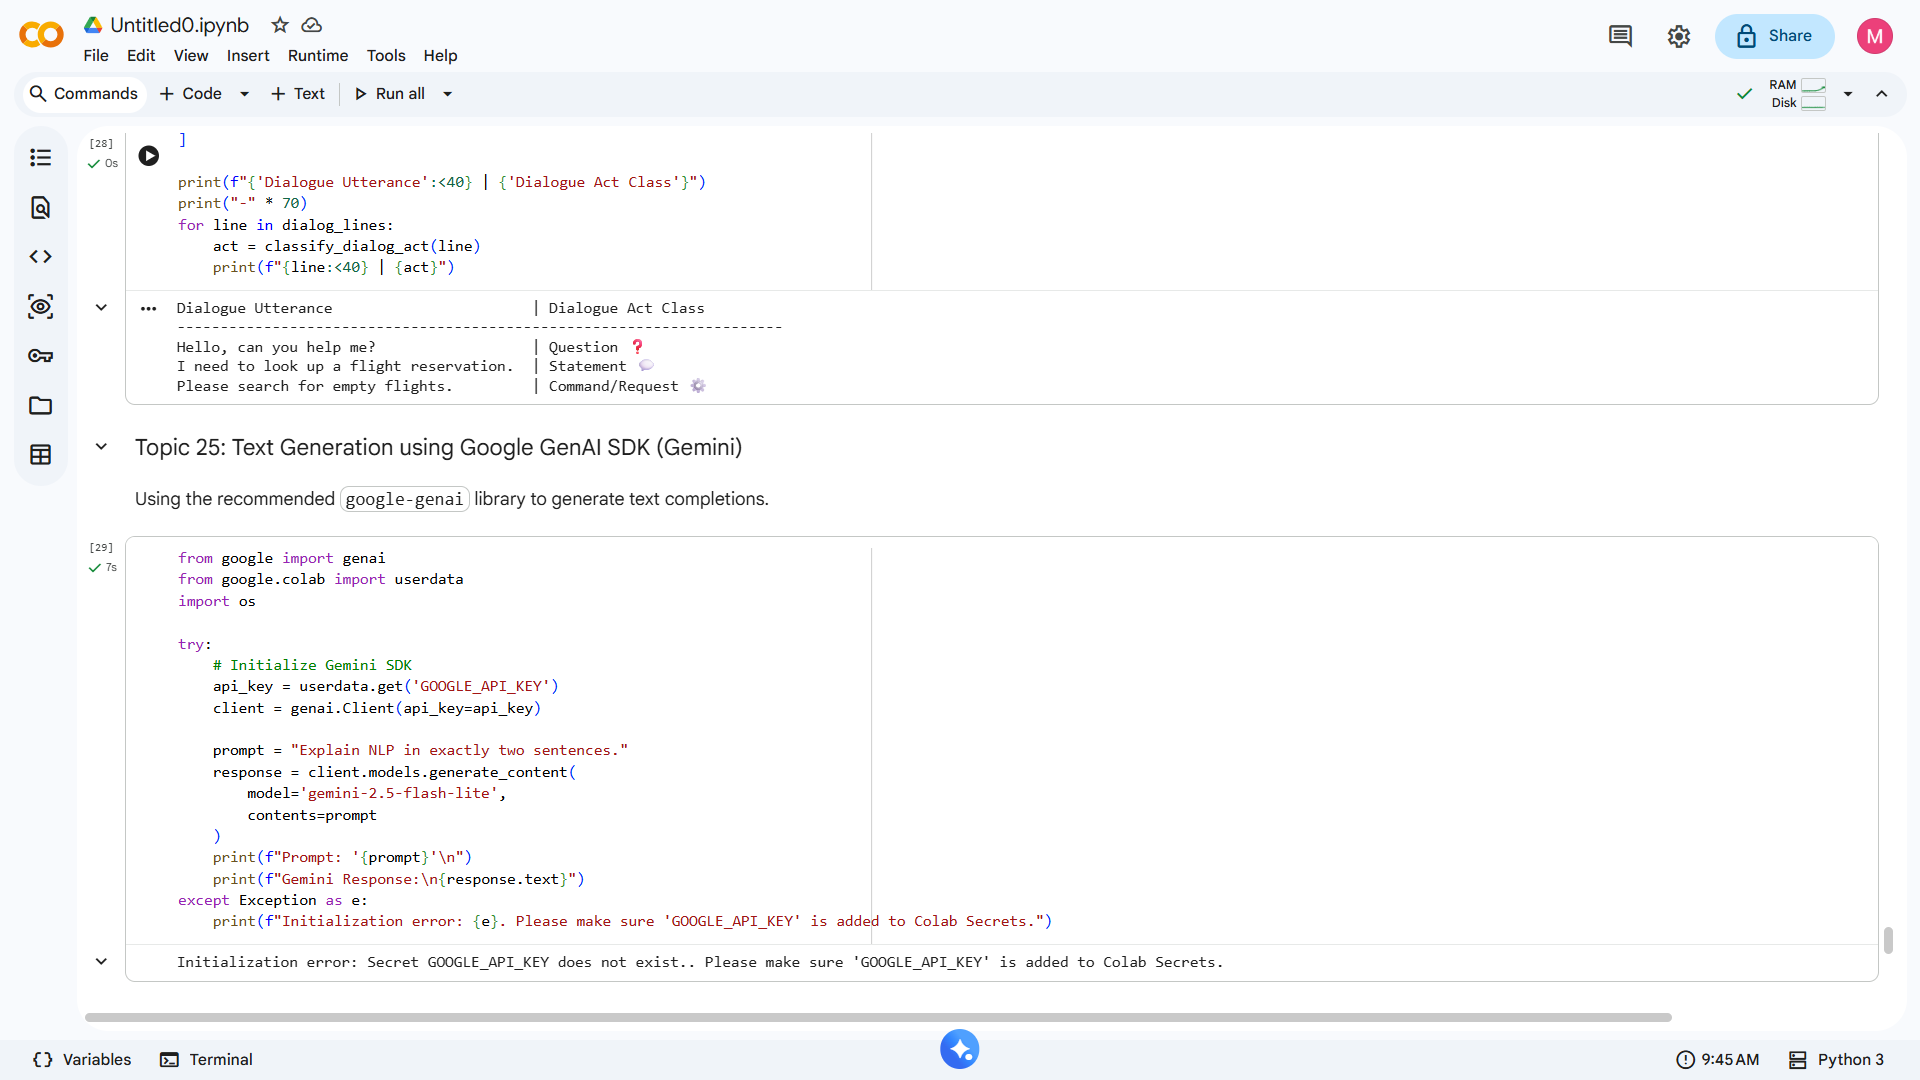 Untitled0.ipynb
File Edit View Insert Runtime Tools Help
Share
M
Commands + Code + Text Run all
RAM
Disk
[28]
0s
]
print(f"{'Dialogue Utterance':<40} | {'Dialogue Act Class'}")
print("-" * 70)
for line in dialog_lines:
    act = classify_dialog_act(line)
    print(f"{line:<40} | {act}")
Dialogue Utterance | Dialogue Act Class
----------------------------------------------------------------------
Hello, can you help me? | Question ❓
I need to look up a flight reservation. | Statement 💬
Please search for empty flights. | Command/Request ⚙️
Topic 25: Text Generation using Google GenAI SDK (Gemini)
Using the recommended google-genai library to generate text completions.
[29]
7s
from google import genai
from google.colab import userdata
import os
try:
    # Initialize Gemini SDK
    api_key = userdata.get('GOOGLE_API_KEY')
    client = genai.Client(api_key=api_key)
    prompt = "Explain NLP in exactly two sentences."
    response = client.models.generate_content(
        model='gemini-2.5-flash-lite',
        contents=prompt
    )
    print(f"Prompt: '{prompt}'\n")
    print(f"Gemini Response:\n{response.text}")
except Exception as e:
    print(f"Initialization error: {e}. Please make sure 'GOOGLE_API_KEY' is added to Colab Secrets.")
Initialization error: Secret GOOGLE_API_KEY does not exist.. Please make sure 'GOOGLE_API_KEY' is added to Colab Secrets.
Variables Terminal
9:45 AM Python 3